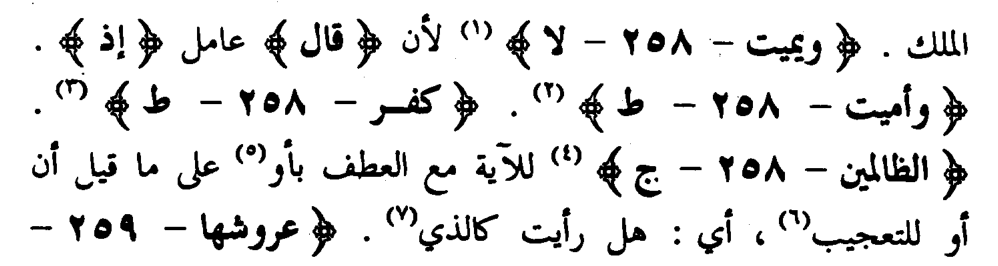 الملك . ﴿ ويميت – ٢٥٨ – لا ﴾ (١) لأن ﴿ قال ﴾ عامل ﴿ إذ ﴾ .
﴿ وأميت – ٢٥٨ – ط ﴾ (٢) . ﴿ كفـــر – ٢٥٨ – ط ﴾ (٣) .
﴿ الظالمين – ٢٥٨ – ج ﴾ (٤) للآية مع العطف بأو (٥) على ما قيل أن
أو للتعجيب (٦) ، أي : هل رأيت كالذي (٧) . ﴿ عروشها – ٢٥٩ –